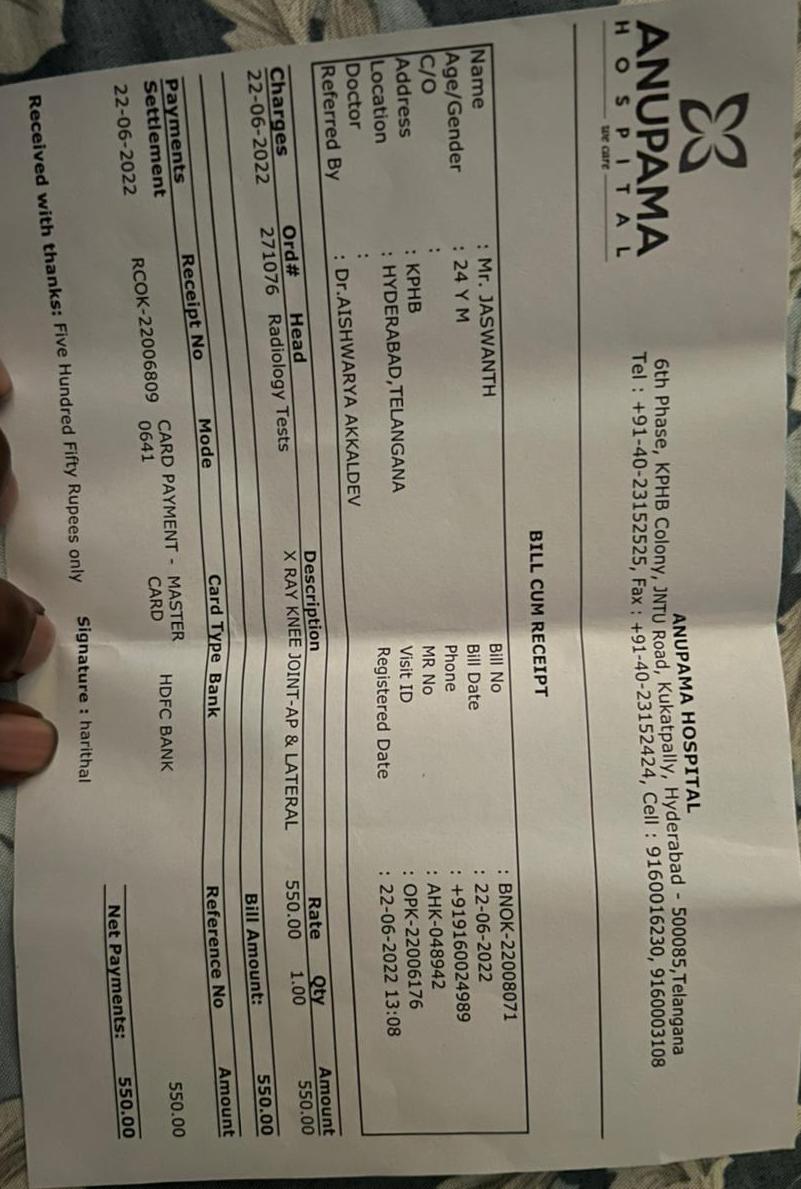 ANUPAMA
HOSPITAL
we care
ANUPAMA HOSPITAL
6th Phase, KPHB Colony, JNTU Road, Kukatpally, Hyderabad - 500085,Telangana
Tel : +91-40-23152525, Fax : +91-40-23152424, Cell : 9160016230, 9160003108
BILL CUM RECEIPT
Name : Mr. JASWANTH Bill No : BNOK-22008071
Age/Gender : 24 Y M Bill Date : 22-06-2022
C/O : Phone : +919160024989
Address : KPHB MR No : AHK-048942
Location : HYDERABAD,TELANGANA Visit ID : OPK-22006176
Doctor : Registered Date : 22-06-2022 13:08
Referred By : Dr.AISHWARYA AKKALDEV
Charges Ord# Head Description Rate Qty Amount
22-06-2022 271076 Radiology Tests X RAY KNEE JOINT-AP & LATERAL 550.00 1.00 550.00
Bill Amount: 550.00
Payments Receipt No Mode Card Type Bank Reference No Amount
Settlement
22-06-2022 RCOK-22006809 CARD PAYMENT - MASTER HDFC BANK 550.00
0641 CARD
Net Payments: 550.00
Received with thanks: Five Hundred Fifty Rupees only Signature : harithal